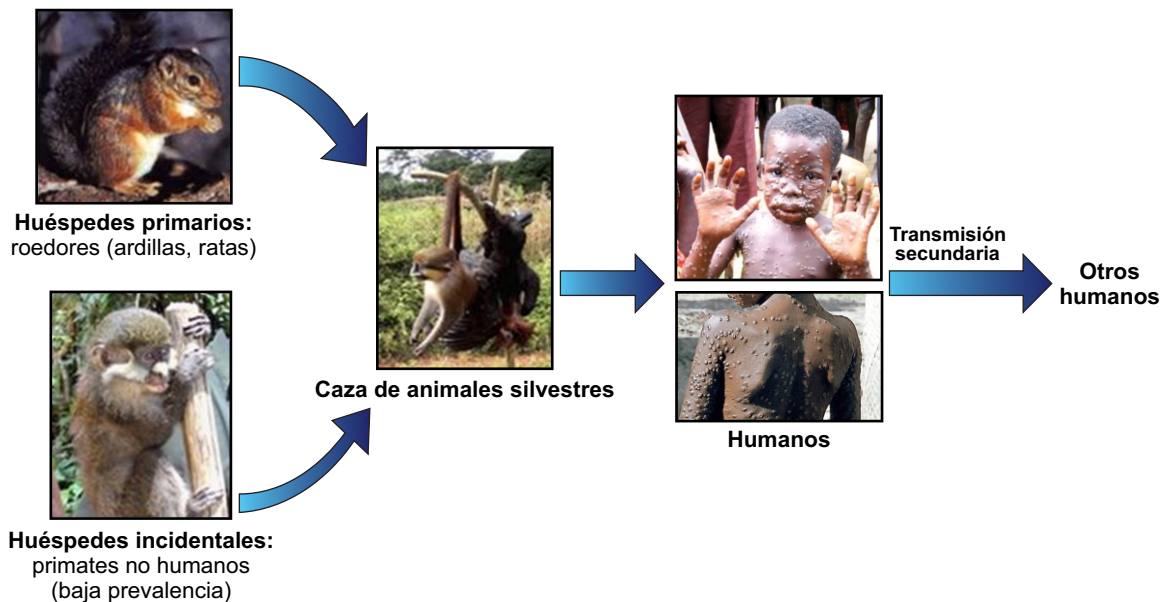 Huéspedes primarios:
roedores (ardillas, ratas)
Huéspedes incidentales:
primates no humanos
(baja prevalencia)
Caza de animales silvestres
Humanos
Transmisión
secundaria
Otros
humanos